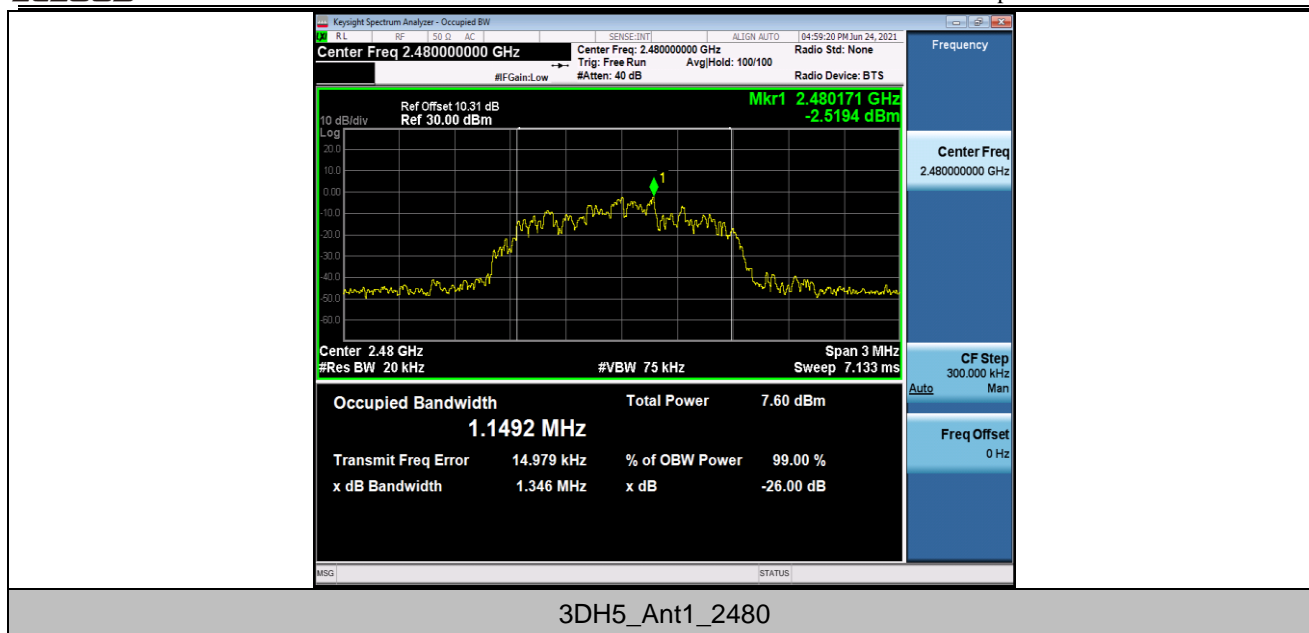 Keysight Spectrum Analyzer - Occupied BW
RL RF 50 Ω AC SENSE:INT ALIGN AUTO 04:59:20 PM Jun 24, 2021
Center Freq 2.480000000 GHz
Center Freq: 2.480000000 GHz
Radio Std: None
Trig: Free Run Avg|Hold: 100/100
#IFGain:Low #Atten: 40 dB Radio Device: BTS
Frequency
Mkr1 2.480171 GHz
-2.5194 dBm
Ref Offset 10.31 dB
10 dB/div Ref 30.00 dBm
Log
20.0
10.0
0.00
-10.0
-20.0
-30.0
-40.0
-50.0
-60.0
1
Center 2.48 GHz Span 3 MHz
#Res BW 20 kHz #VBW 75 kHz Sweep 7.133 ms
Center Freq
2.480000000 GHz
CF Step
300.000 kHz
Auto Man
Freq Offset
0 Hz
Occupied Bandwidth Total Power 7.60 dBm
1.1492 MHz
Transmit Freq Error 14.979 kHz % of OBW Power 99.00 %
x dB Bandwidth 1.346 MHz x dB -26.00 dB
MSG STATUS
3DH5_Ant1_2480